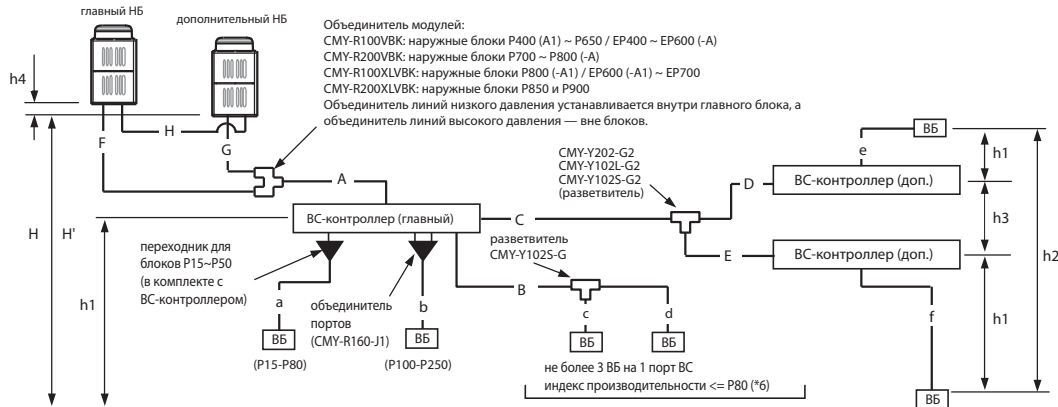 главный НБ
дополнительный НБ
Объединитель модулей:
CMY-R100VBK: наружные блоки P400 (A1) ~ P650 / EP400 ~ EP600 (-A)
CMY-R200VBK: наружные блоки P700 ~ P800 (-A)
CMY-R100XLVBK: наружные блоки P800 (-A1) / EP600 (-A1) ~ EP700
CMY-R200XLVBK: наружные блоки P850 и P900
Объединитель линий низкого давления устанавливается внутри главного блока, а
объединитель линий высокого давления — вне блоков.
h4
H
F
G
A
H
H'
h1
BC-контроллер (главный)
переходник для
блоков P15~P50
(в комплекте с
BC-контроллером)
a
ВБ
(P15-P80)
объединитель
портов
(CMY-R160-J1)
b
ВБ
(P100-P250)
C
B
разветвитель
CMY-Y102S-G
c
d
ВБ
ВБ
не более 3 ВБ на 1 порт BC
индекс производительности <= P80 (*6)
CMY-Y202-G2
CMY-Y102L-G2
CMY-Y102S-G2
(разветвитель)
D
E
e
ВБ
BC-контроллер (доп.)
BC-контроллер (доп.)
f
ВБ
h1
h3
h2
h1